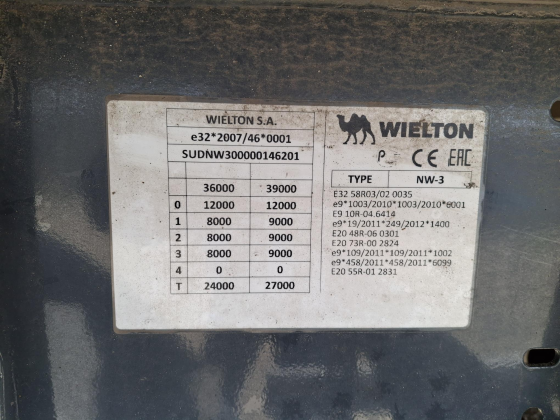 WIELTON S.A.
e32*2007/46*0001
SUDNW300000146201
36000 39000
0 12000 12000
1 8000 9000
2 8000 9000
3 8000 9000
4 0 0
T 24000 27000
WIELTON
CE EAC
TYPE NW-3
E32 58R03/02 0035
e9*1003/2010*1003/2010*6001
E9 10R-04.6414
e9*19/2011*249/2012*1400
E20 48R-06 0301
E20 73R-00 2824
e9*109/2011*109/2011*1002
e9*458/2011*458/2011*6099
E20 55R-01 2831